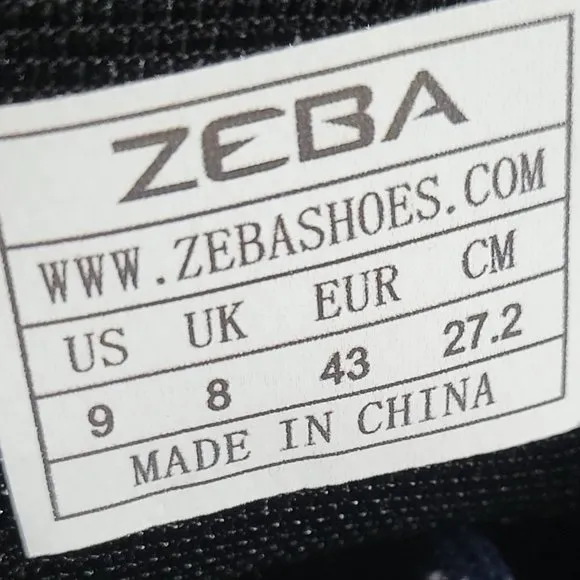 ZEBA
WWW.ZEBASHOES.COM
US UK EUR CM
9 8 43 27.2
MADE IN CHINA